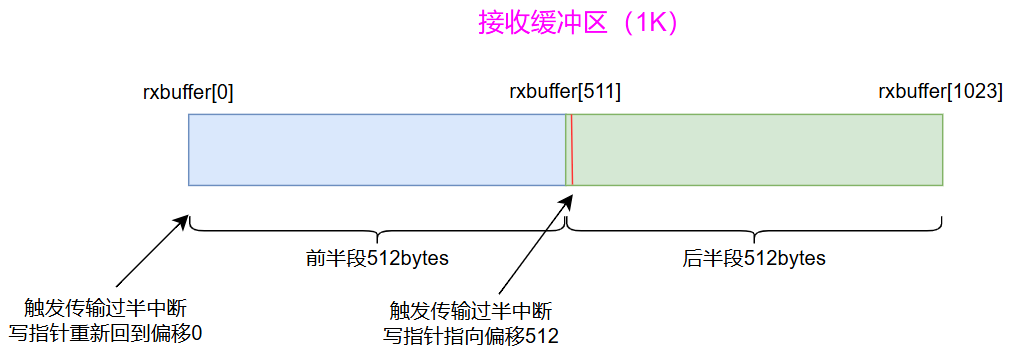 接收缓冲区（1K）
rxbuffer[0]
rxbuffer[511]
rxbuffer[1023]
前半段512bytes
后半段512bytes
触发传输过半中断
写指针重新回到偏移0
触发传输过半中断
写指针指向偏移512